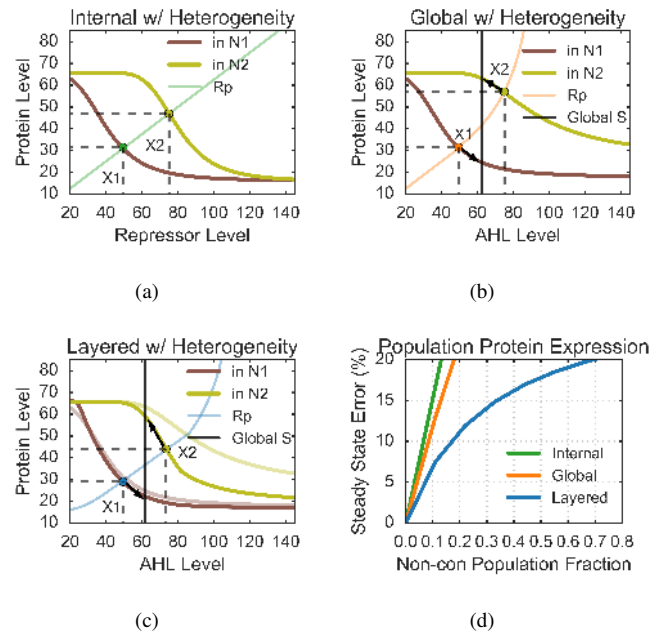 Internal w/ Heterogeneity
Protein Level
80
70
60
50
40
30
20
10
in N1
in N2
Rp
X1
X2
20 40 60 80 100 120 140
Repressor Level
(a)
Global w/ Heterogeneity
Protein Level
80
70
60
50
40
30
20
10
in N1
in N2
Rp
Global S
X2
X1
20 40 60 80 100 120 140
AHL Level
(b)
Layered w/ Heterogeneity
Protein Level
80
70
60
50
40
30
20
10
in N1
in N2
Rp
Global S
X2
X1
20 40 60 80 100 120 140
AHL Level
(c)
Population Protein Expression
Steady State Error (%)
20
15
10
5
0
Internal
Global
Layered
0.0 0.1 0.2 0.3 0.4 0.5 0.6 0.7 0.8
Non-con Population Fraction
(d)